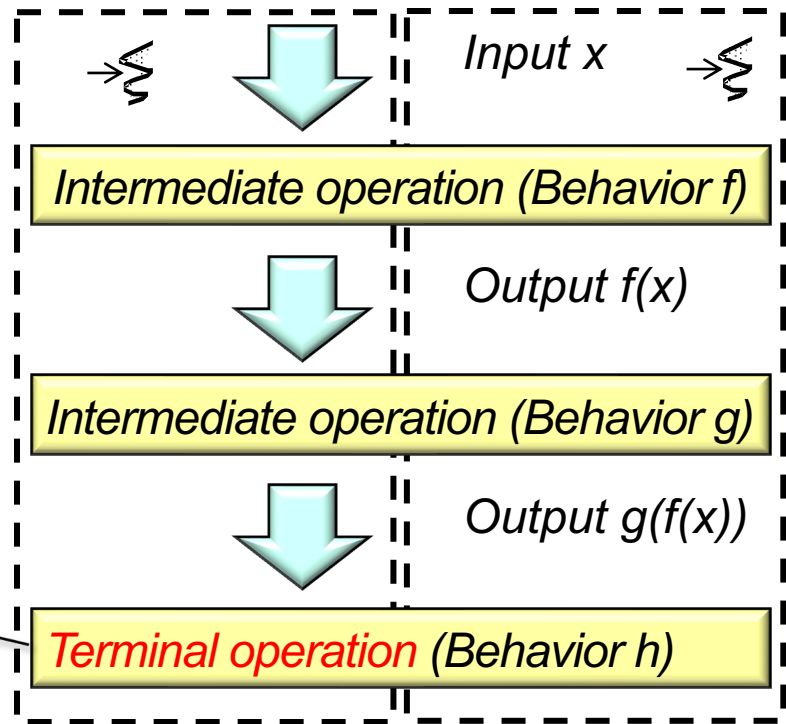 Input x
Intermediate operation (Behavior f)
Output f(x)
Intermediate operation (Behavior g)
Output g(f(x))
Terminal operation (Behavior h)